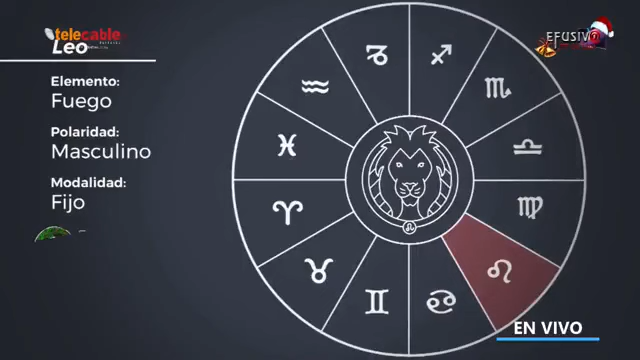 telecable
Leo
EFUSIVO
Elemento:
Fuego
Polaridad:
Masculino
Modalidad:
Fijo
EN VIVO